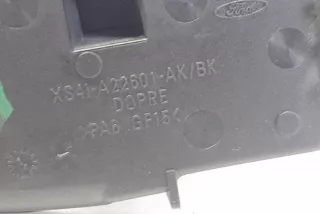 Ford
XS41-A22601-AK/BK
DOPRE
>PA6 GF15<